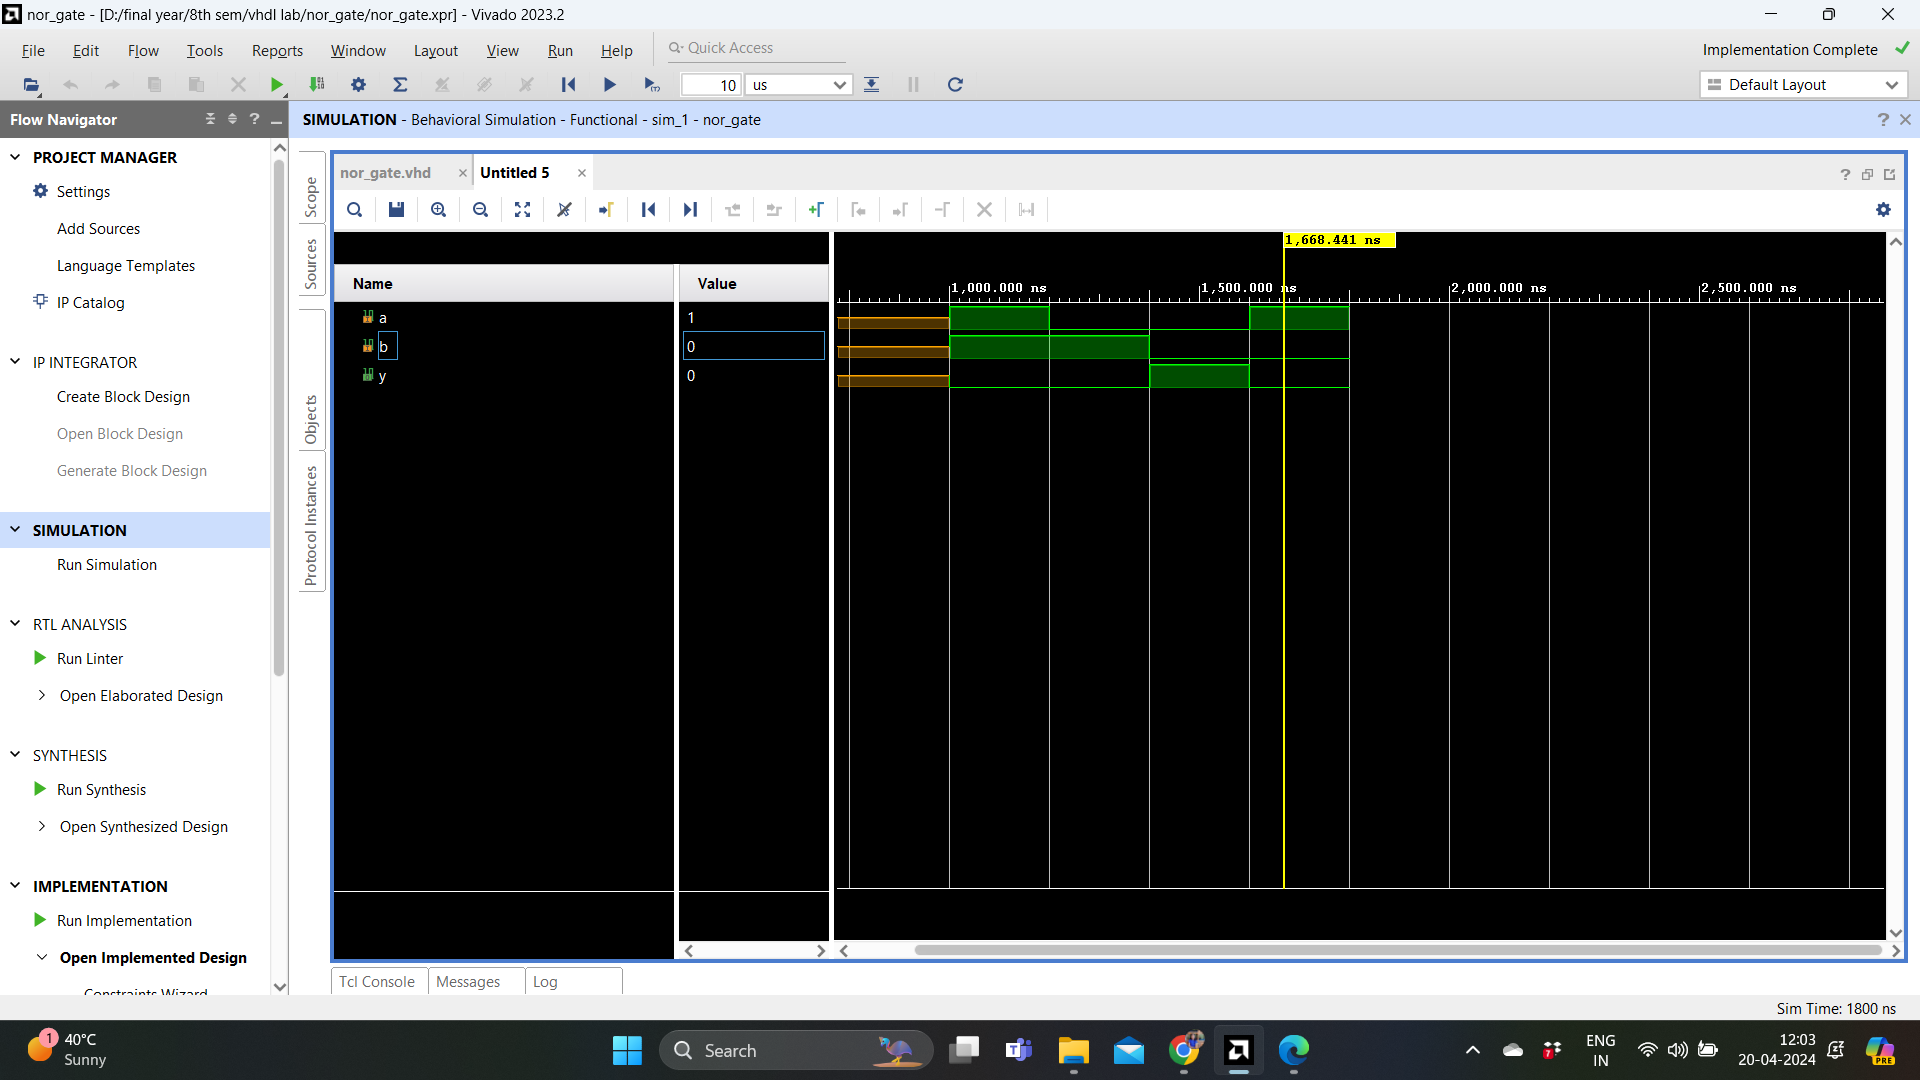 nor_gate - [D:/final year/8th sem/vhdl lab/nor_gate/nor_gate.xpr] - Vivado 2023.2
File Edit Flow Tools Reports Window Layout View Run Help Quick Access
Implementation Complete
10 us
Default Layout
Flow Navigator
SIMULATION - Behavioral Simulation - Functional - sim_1 - nor_gate
PROJECT MANAGER
Settings
Add Sources
Language Templates
IP Catalog
IP INTEGRATOR
Create Block Design
Open Block Design
Generate Block Design
SIMULATION
Run Simulation
RTL ANALYSIS
Run Linter
Open Elaborated Design
SYNTHESIS
Run Synthesis
Open Synthesized Design
IMPLEMENTATION
Run Implementation
Open Implemented Design
Constraints Wizard
Scope
Sources
Objects
Protocol Instances
nor_gate.vhd
Untitled 5
1,668.441 ns
Name Value
1,000.000 ns 1,500.000 ns 2,000.000 ns 2,500.000 ns
a 1
b 0
y 0
Tcl Console Messages Log
Sim Time: 1800 ns
1
40°C
Sunny
Search
7
ENG
IN
12:03
20-04-2024
PRE